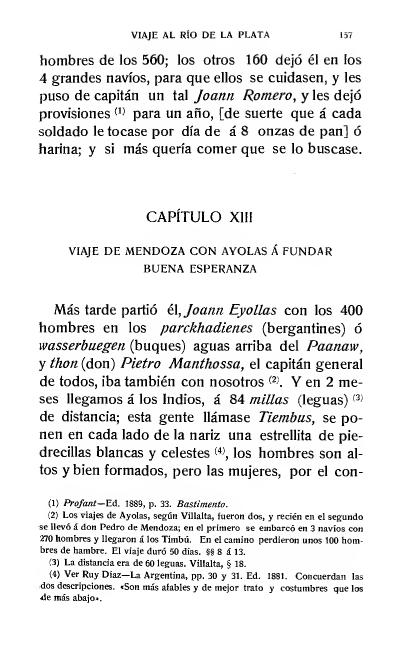 VIAJE AL RÍO DE LA PLATA 157
hombres de los 560; los otros 160 dejó él en los
4 grandes navíos, para que ellos se cuidasen, y les
puso de capitán un tal Joann Romero, y les dejó
provisiones (1) para un año, [de suerte que á cada
soldado le tocase por día de á 8 onzas de pan] ó
harina; y si más quería comer que se lo buscase.
CAPÍTULO XIII
VIAJE DE MENDOZA CON AYOLAS Á FUNDAR
BUENA ESPERANZA
Más tarde partió él, Joann Eyollas con los 400
hombres en los parckhadienes (bergantines) ó
wasserbuegen (buques) aguas arriba del Paanaw,
y thon (don) Pietro Manthossa, el capitán general
de todos, iba también con nosotros (2). Y en 2 me-
ses llegamos á los Indios, á 84 millas (leguas) (3)
de distancia; esta gente llámase Tiembus, se po-
nen en cada lado de la nariz una estrellita de pie-
drecillas blancas y celestes (4), los hombres son al-
tos y bien formados, pero las mujeres, por el con-
(1) Profant—Ed. 1889, p. 33. Bastimento.
(2) Los viajes de Ayolas, según Villalta, fueron dos, y recién en el segundo
se llevó á don Pedro de Mendoza; en el primero se embarcó en 3 navíos con
270 hombres y llegaron á los Timbú. En el camino perdieron unos 100 hom-
bres de hambre. El viaje duró 50 días. §§ 8 á 13.
(3) La distancia era de 60 leguas. Villalta, § 18.
(4) Ver Ruy Diaz—La Argentina, pp. 30 y 31. Ed. 1881. Concuerdan las
dos descripciones. «Son más afables y de mejor trato y costumbres que los
de más abajo».